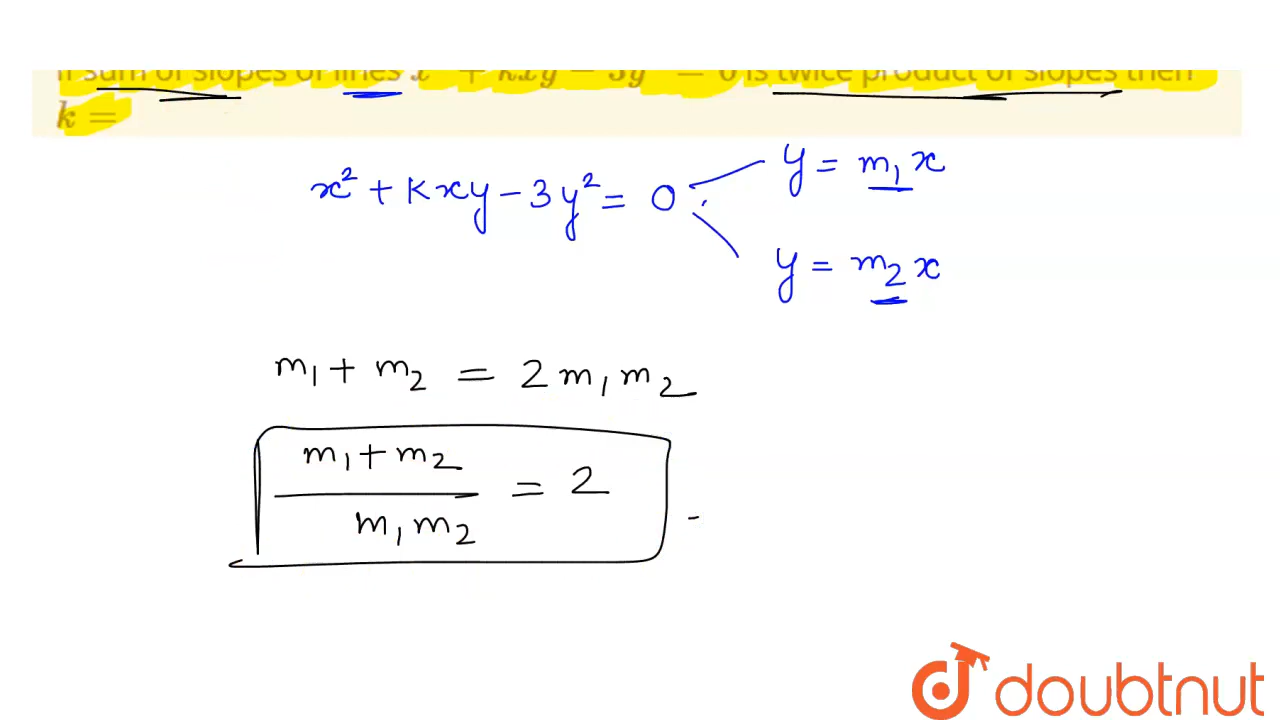 If sum of slopes of lines x² + kxy − 3y² = 0 is twice product of slopes then
k =
x² + kxy − 3y² = 0
y = m₁x
y = m₂x
m₁ + m₂ = 2m₁m₂
m₁ + m₂
= 2
m₁m₂
doubtnut